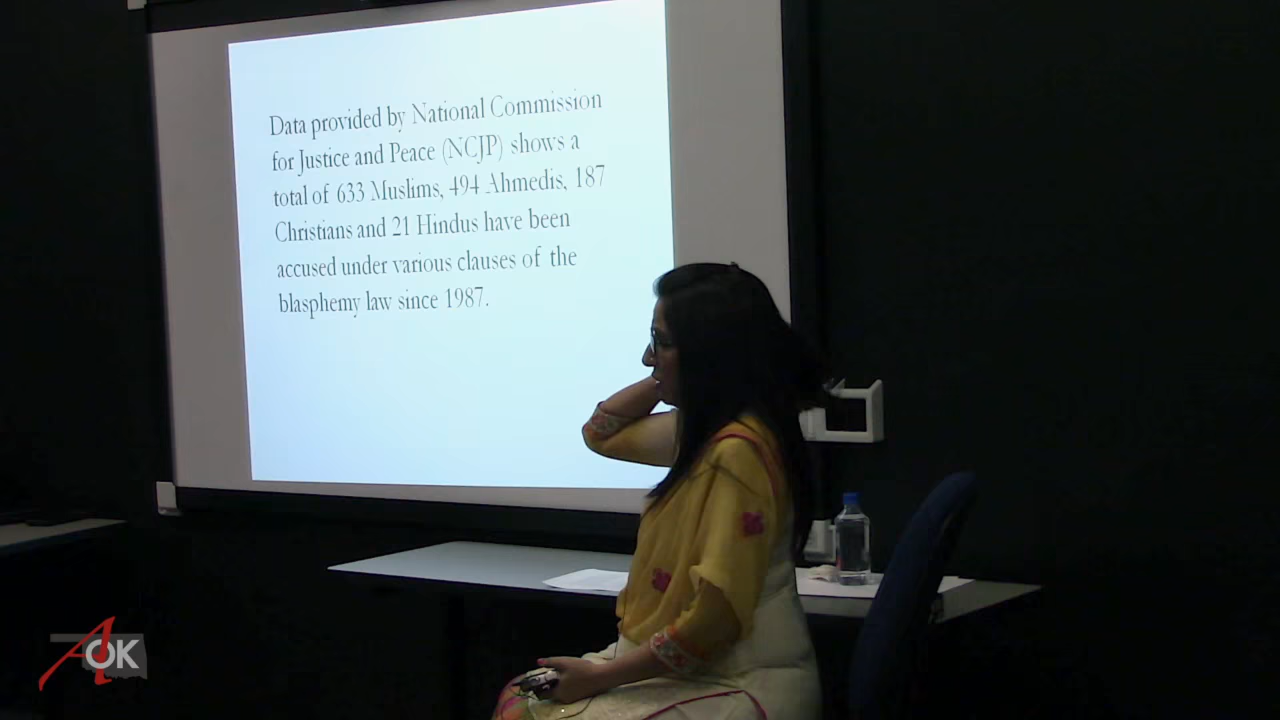 Data provided by National Commission
for Justice and Peace (NCJP) shows a
total of 633 Muslims, 494 Ahmedis, 187
Christians and 21 Hindus have been
accused under various clauses of the
blasphemy law since 1987.
A
OK